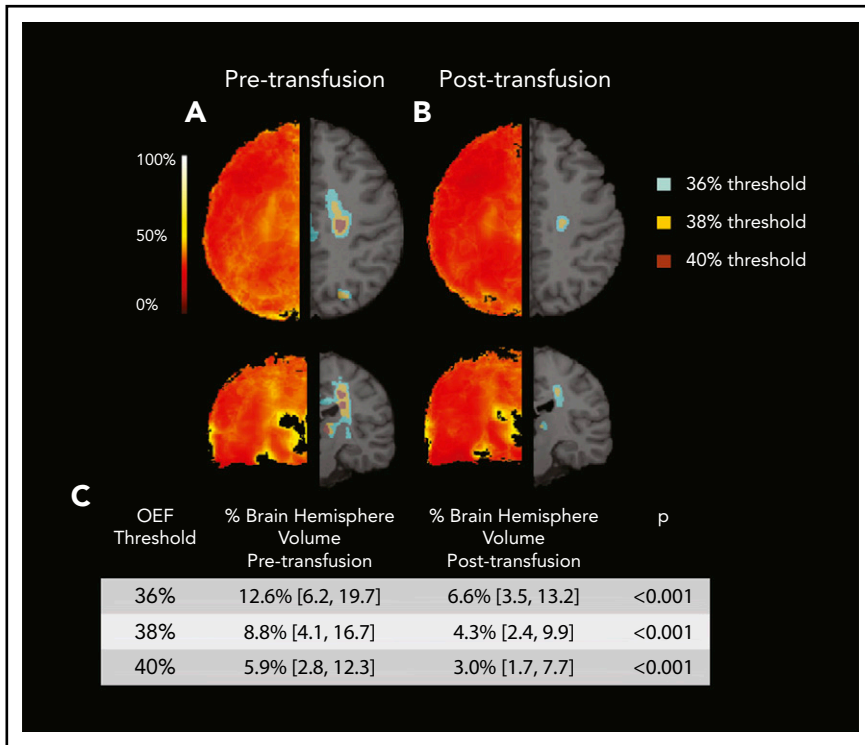 Pre-transfusion
Post-transfusion
A
B
100%
50%
0%
36% threshold
38% threshold
40% threshold
C
OEF Threshold % Brain Hemisphere Volume Pre-transfusion % Brain Hemisphere Volume Post-transfusion p
36% 12.6% [6.2, 19.7] 6.6% [3.5, 13.2] <0.001
38% 8.8% [4.1, 16.7] 4.3% [2.4, 9.9] <0.001
40% 5.9% [2.8, 12.3] 3.0% [1.7, 7.7] <0.001